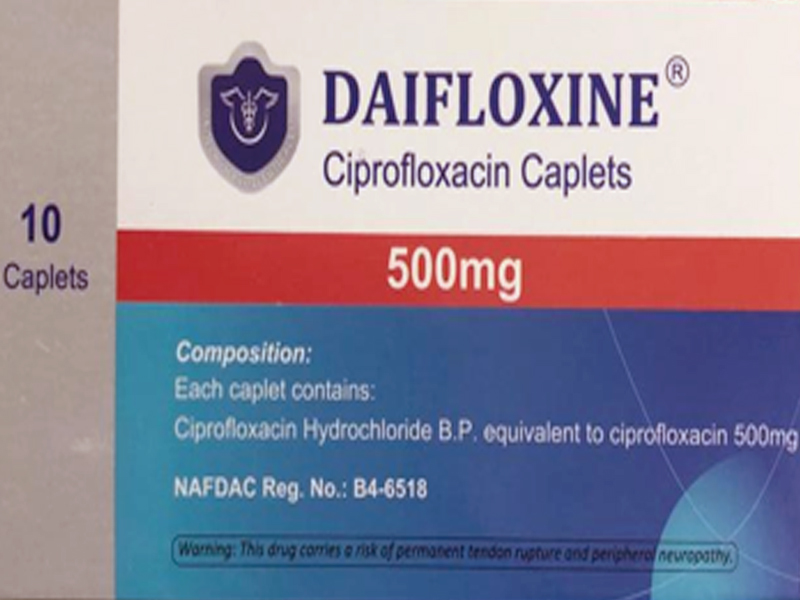 DAIFLOXINE®
Ciprofloxacin Caplets
10
Caplets
500mg
Composition:
Each caplet contains:
Ciprofloxacin Hydrochloride B.P. equivalent to ciprofloxacin 500mg
NAFDAC Reg. No.: B4-6518
Warning: This drug carries a risk of permanent tendon rupture and peripheral neuropathy.